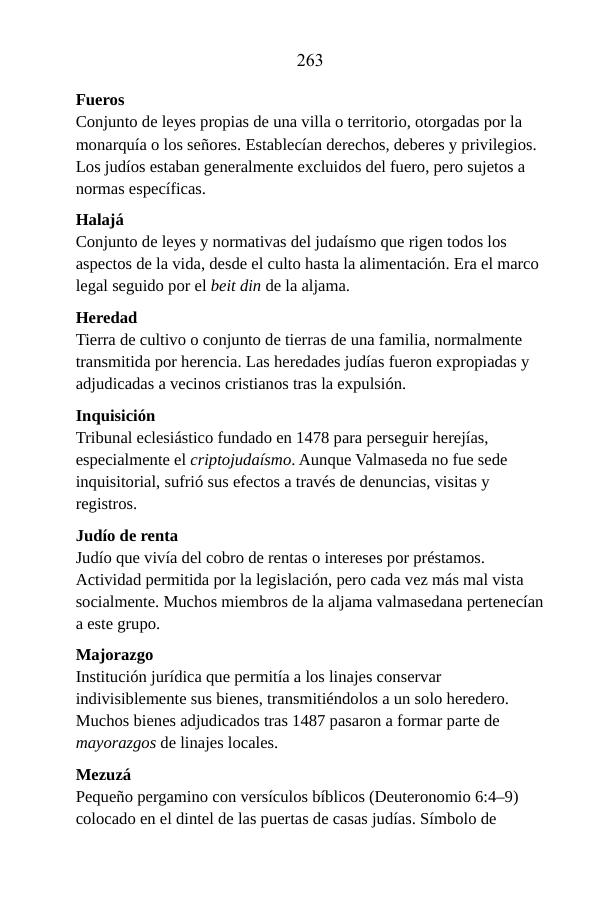 263
Fueros
Conjunto de leyes propias de una villa o territorio, otorgadas por la
monarquía o los señores. Establecían derechos, deberes y privilegios.
Los judíos estaban generalmente excluidos del fuero, pero sujetos a
normas específicas.
Halajá
Conjunto de leyes y normativas del judaísmo que rigen todos los
aspectos de la vida, desde el culto hasta la alimentación. Era el marco
legal seguido por el beit din de la aljama.
Heredad
Tierra de cultivo o conjunto de tierras de una familia, normalmente
transmitida por herencia. Las heredades judías fueron expropiadas y
adjudicadas a vecinos cristianos tras la expulsión.
Inquisición
Tribunal eclesiástico fundado en 1478 para perseguir herejías,
especialmente el criptojudaísmo. Aunque Valmaseda no fue sede
inquisitorial, sufrió sus efectos a través de denuncias, visitas y
registros.
Judío de renta
Judío que vivía del cobro de rentas o intereses por préstamos.
Actividad permitida por la legislación, pero cada vez más mal vista
socialmente. Muchos miembros de la aljama valmasedana pertenecían
a este grupo.
Majorazgo
Institución jurídica que permitía a los linajes conservar
indivisiblemente sus bienes, transmitiéndolos a un solo heredero.
Muchos bienes adjudicados tras 1487 pasaron a formar parte de
mayorazgos de linajes locales.
Mezuzá
Pequeño pergamino con versículos bíblicos (Deuteronomio 6:4–9)
colocado en el dintel de las puertas de casas judías. Símbolo de